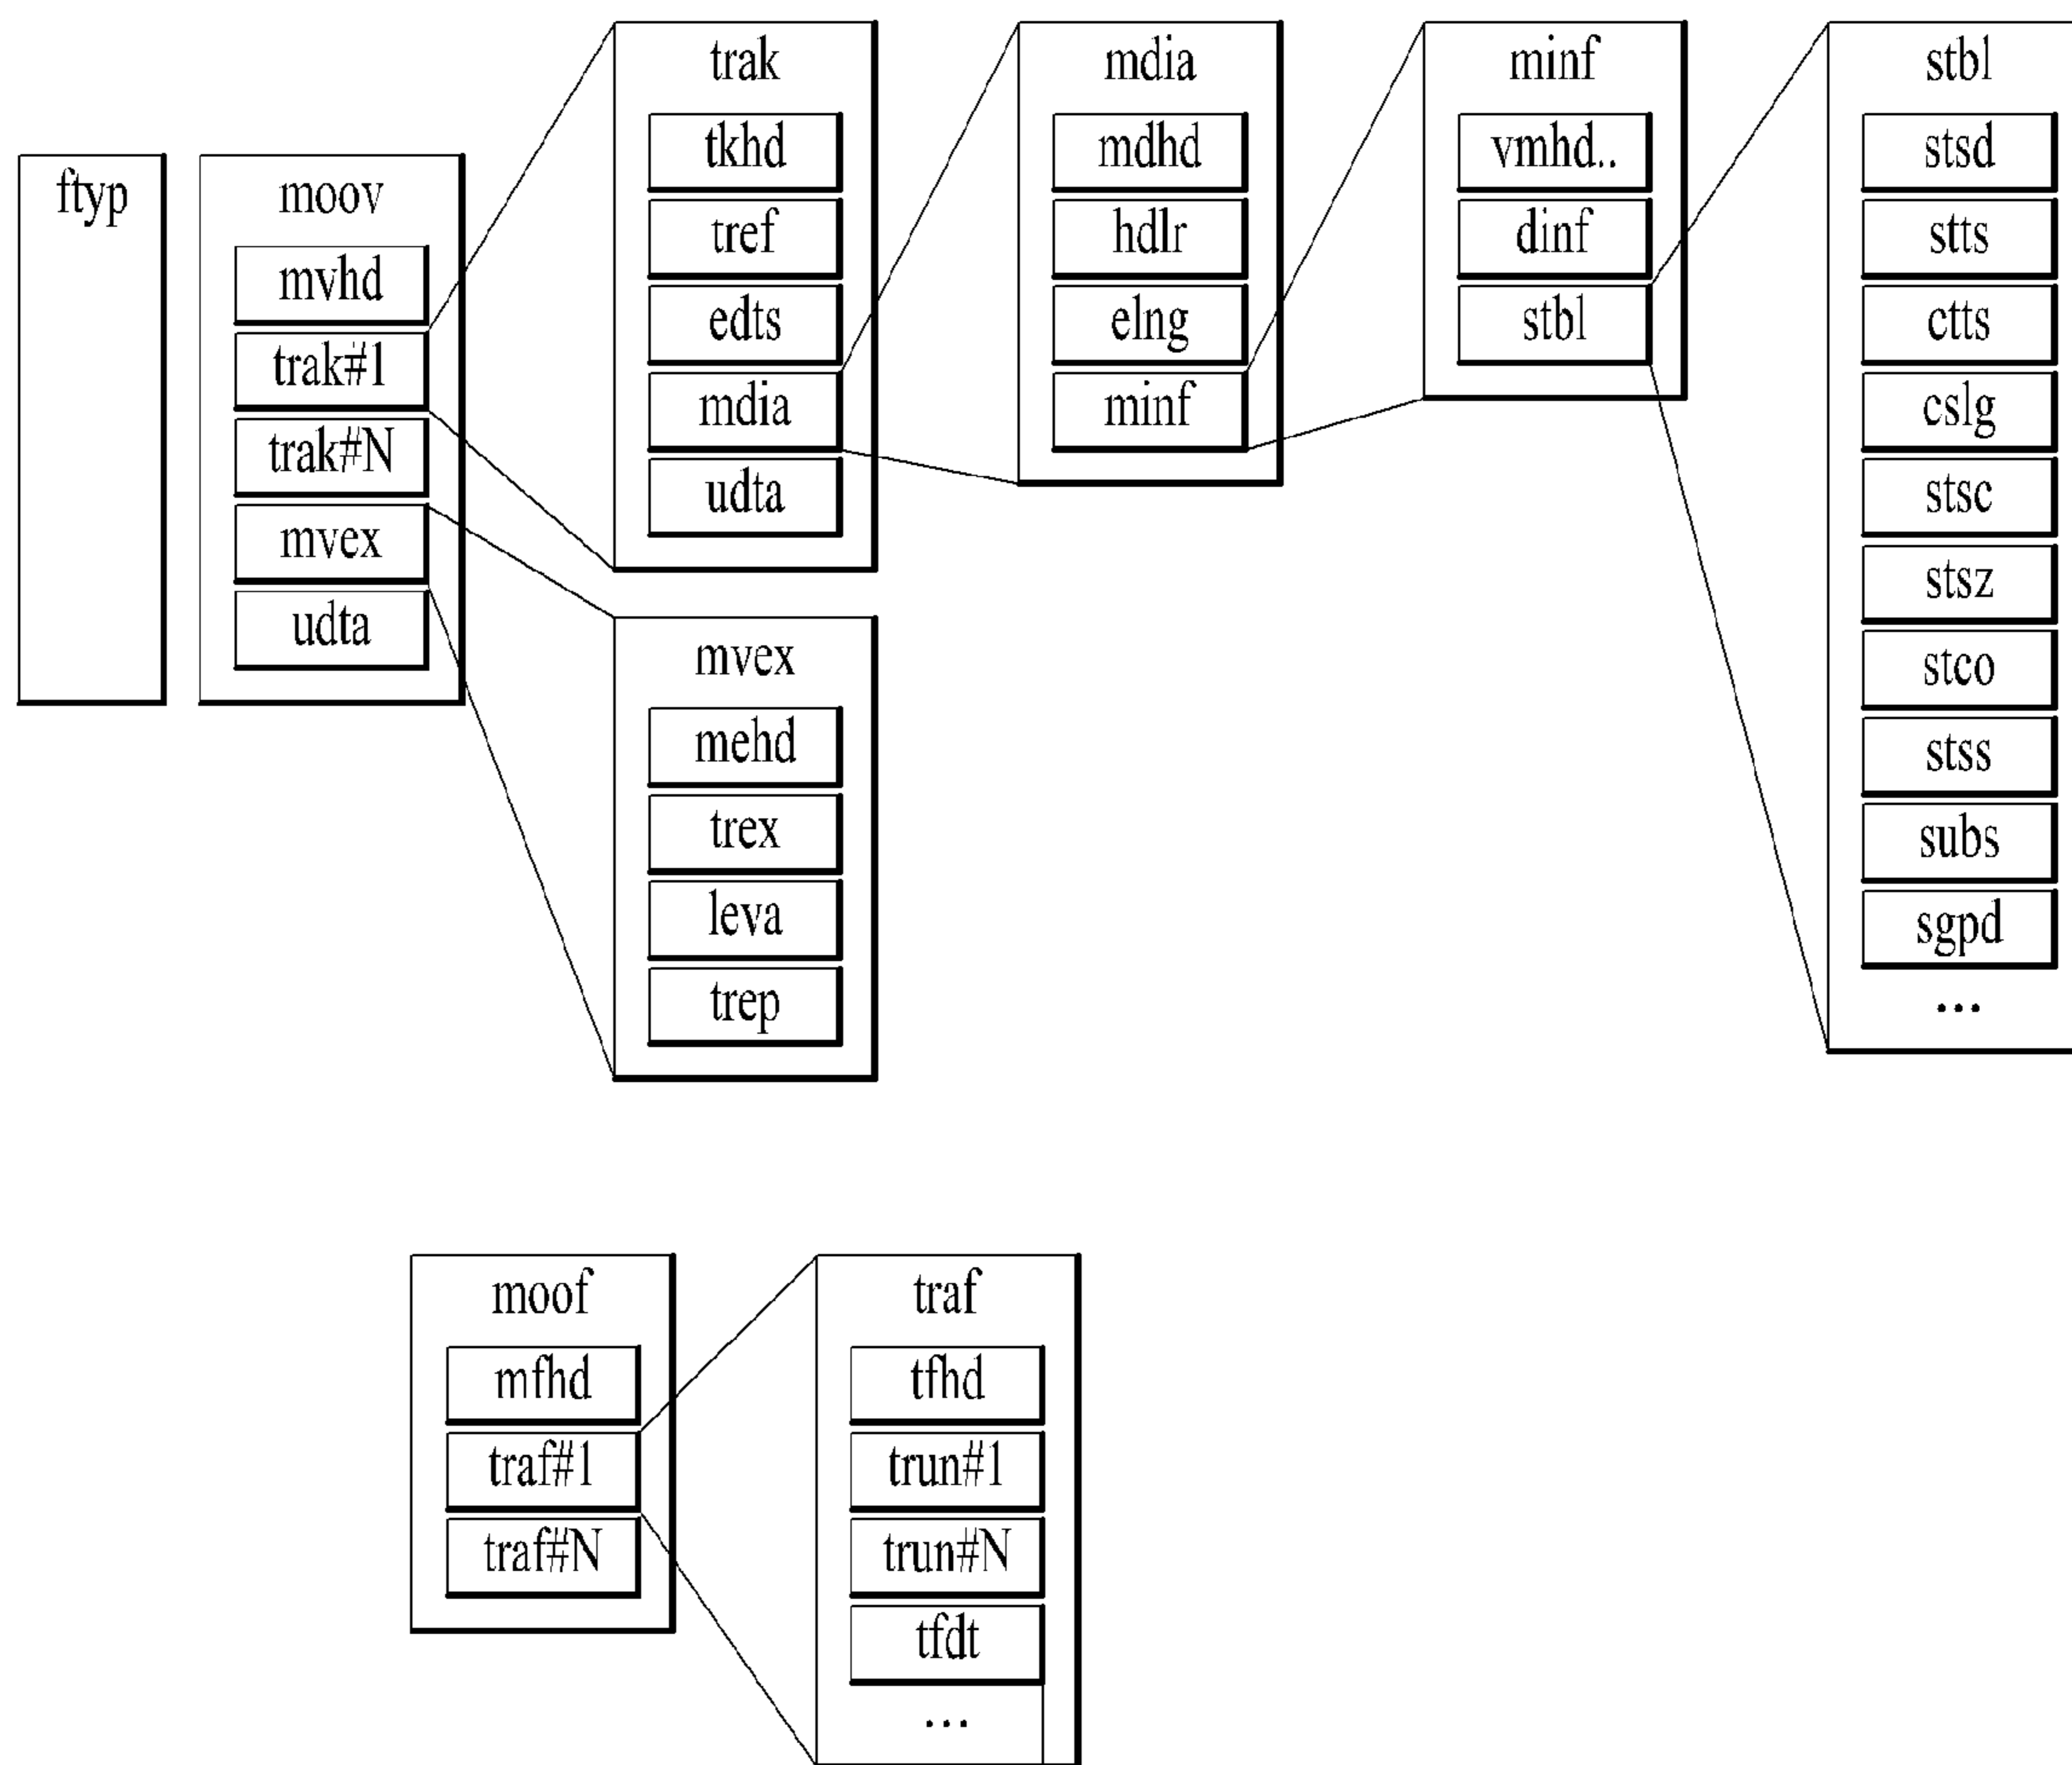 ftyp
moov
mvhd
trak#1
trak#N
mvex
udta
trak
tkhd
tref
edts
mdia
udta
mvex
mehd
trex
leva
trep
mdia
mdhd
hdlr
elng
minf
minf
vmhd..
dinf
stbl
stbl
stsd
stts
ctts
cslg
stsc
stsz
stco
stss
subs
sgpd
...
moof
mfhd
traf#1
traf#N
traf
tfhd
trun#1
trun#N
tfdt
...